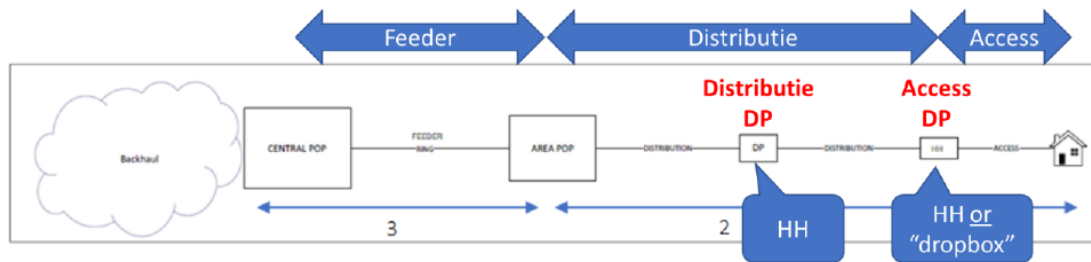 Feeder
Distributie
Access
Distributie
DP
Access
DP
Backhaul
CENTRAL POP
FEEDER
RING
AREA POP
DISTRIBUTION
DP
DISTRIBUTION
HH
ACCESS
3
2
HH
HH or
“dropbox”